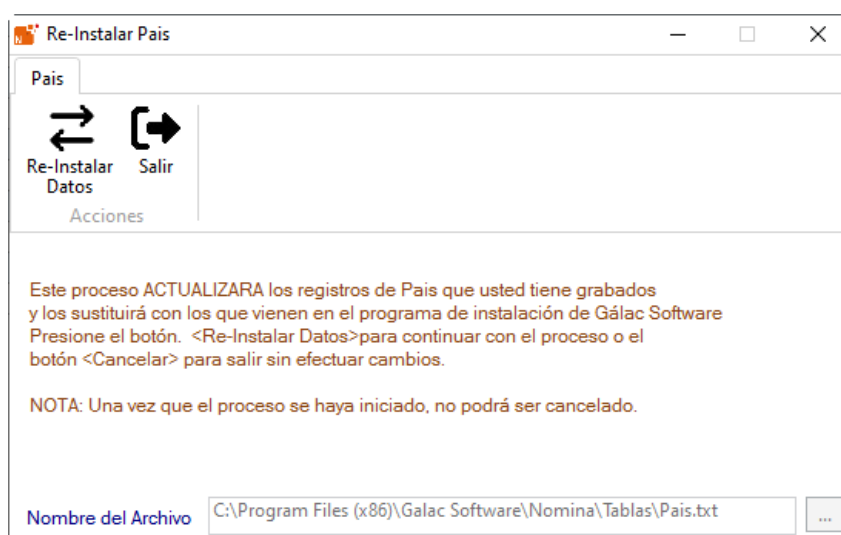 Re-Instalar Pais
Pais
Re-Instalar Salir
Datos
Acciones
Este proceso ACTUALIZARA los registros de Pais que usted tiene grabados
y los sustituirá con los que vienen en el programa de instalación de Gálac Software
Presione el botón.  <Re-Instalar Datos>para continuar con el proceso o el
botón <Cancelar> para salir sin efectuar cambios.
NOTA: Una vez que el proceso se haya iniciado, no podrá ser cancelado.
Nombre del Archivo C:\Program Files (x86)\Galac Software\Nomina\Tablas\Pais.txt ...